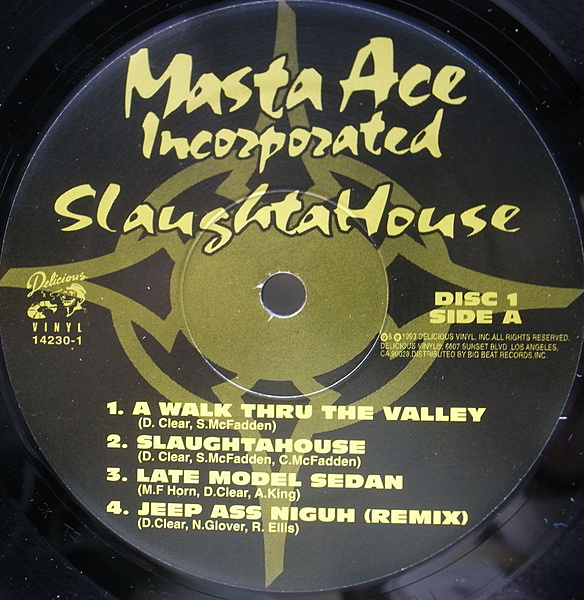 Masta Ace
Incorporated
SlaughtaHouse
Delicious
VINYL
14230-1
DISC 1
SIDE A
℗& © 1993 DELICIOUS VINYL, INC.ALL RIGHTS RESERVED.
DELICIOUS VINYL®, 6607 SUNSET BLVD. LOS ANGELES,
CA 90028.DISTRIBUTED BY BIG BEAT RECORDS,INC.
1. A WALK THRU THE VALLEY
(D. Clear, S.McFadden)
2. SLAUGHTAHOUSE
(D. Clear, S.McFadden, C.McFadden)
3. LATE MODEL SEDAN
(M.F Horn, D.Clear, A.King)
4. JEEP ASS NIGUH (REMIX)
(D.Clear, N.Glover, R. Ellis)